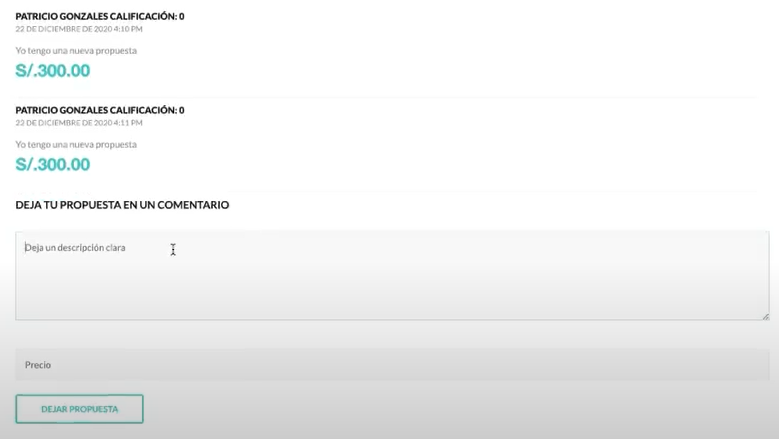 PATRICIO GONZALES CALIFICACIÓN: 0
22 DE DICIEMBRE DE 2020 4:10 PM
Yo tengo una nueva propuesta
S/.300.00
PATRICIO GONZALES CALIFICACIÓN: 0
22 DE DICIEMBRE DE 2020 4:11 PM
Yo tengo una nueva propuesta
S/.300.00
DEJA TU PROPUESTA EN UN COMENTARIO
Deja un descripción clara
Precio
DEJAR PROPUESTA